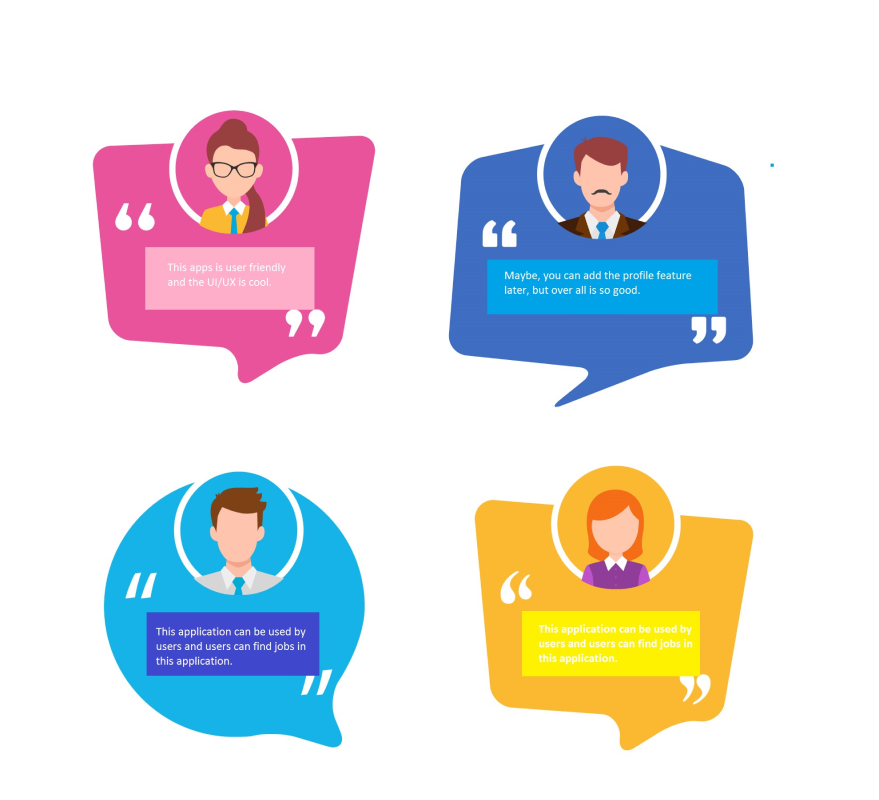 This apps is user friendly
and the UI/UX is cool.
Maybe, you can add the profile feature
later, but over all is so good.
This application can be used by
users and users can find jobs in
this application.
This application can be used by
users and users can find jobs in
this application.